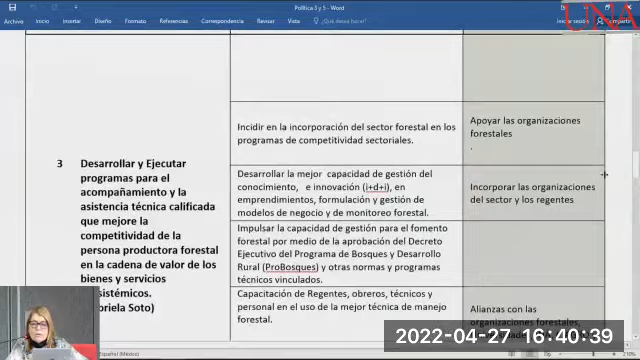 Política 3 y 5 - Word
Archivo Inicio Insertar Diseño Formato Referencias Correspondencia Revisar Vista ¿Qué desea hacer? Iniciar sesión Compartir
UNA
Incidir en la incorporación del sector forestal en los
programas de competitividad sectoriales.
Apoyar las organizaciones
forestales
.
3 Desarrollar y Ejecutar
programas para el
acompañamiento y la
asistencia técnica calificada
que mejore la
competitividad de la
persona productora forestal
en la cadena de valor de los
bienes y servicios
sistémicos.
briela Soto)
Desarrollar la mejor capacidad de gestión del
conocimiento, e innovación (i+d+i), en
emprendimientos, formulación y gestión de
modelos de negocio y de monitoreo forestal.
Incorporar las organizaciones
del sector y los regentes
Impulsar la capacidad de gestión para el fomento
forestal por medio de la aprobación del Decreto
Ejecutivo del Programa de Bosques y Desarrollo
Rural (ProBosques) y otras normas y programas
técnicos vinculados.
Capacitación de Regentes, obreros, técnicos y
personal en el uso de la mejor técnica de manejo
forestal.
Alianzas con las
organizaciones forestales,
2022-04-27 16:40:39
Español (México)
210%